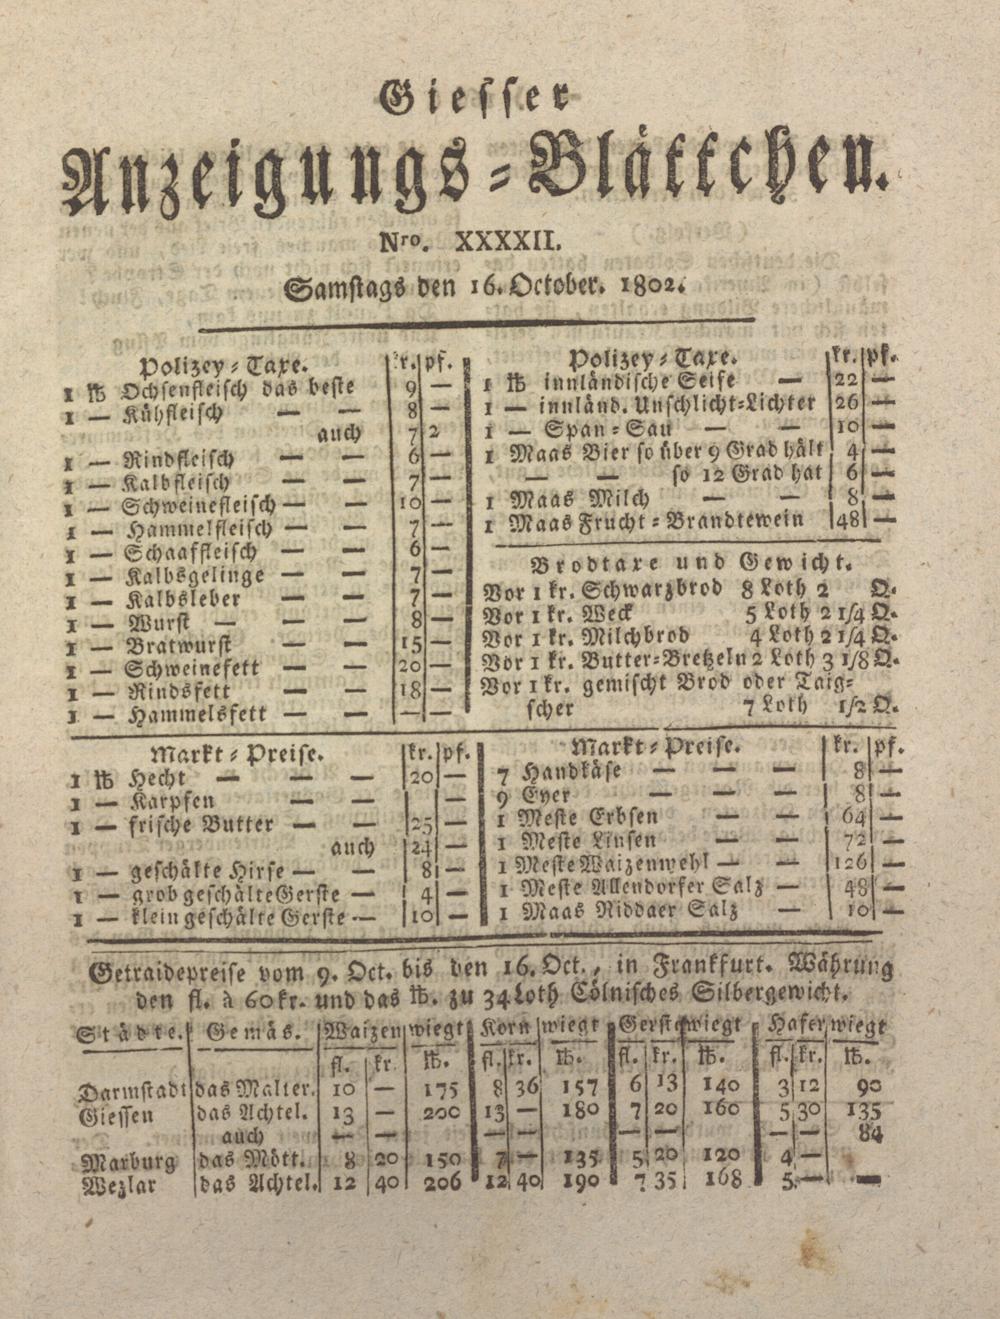 Giesser
Anzeigungs-Blättchen.
Nro. XXXXII.
Samstags den 16. October. 1802.
Polizey-Taxe. kr. pf.
1 ℔ Ochsenfleisch das beste 9 —
1 — Kühfleisch — — 8 —
auch 7 2
1 — Rindfleisch — — 6 —
1 — Kalbfleisch — — 7 —
1 — Schweinefleisch — — 10 —
1 — Hammelfleisch — — 7 —
1 — Schaaffleisch — — 6 —
1 — Kalbsgelinge — — 7 —
1 — Kalbsleber — — 7 —
1 — Wurst — — 8 —
1 — Bratwurst — — 15 —
1 — Schweinefett — — 20 —
1 — Rindsfett — — 18 —
1 — Hammelsfett — — — —
Polizey-Taxe. kr. pf.
1 ℔ innländische Seife — 22 —
1 — innländ. Unschlicht-Lichter 26 —
1 — Span-Sau — — 10 —
1 Maas Bier so über 9 Grad hält 4 —
— — so 12 Grad hat 6 —
1 Maas Milch — — 8 —
1 Maas Frucht-Brandtewein 48 —
Brodtaxe und Gewicht.
Vor 1 kr. Schwarzbrod 8 Loth 2 Q.
Vor 1 kr. Weck 5 Loth 2 1/4 Q.
Vor 1 kr. Milchbrod 4 Loth 2 1/4 Q.
Vor 1 kr. Butter-Bretzeln 2 Loth 3 1/8 Q.
Vor 1 kr. gemischt Brod oder Taig-
scher 7 Loth 1/2 Q.
Markt-Preise. kr. pf.
1 ℔ Hecht — — — 20 —
1 — Karpfen — — —
1 — frische Butter — — 25 —
auch 24 —
1 — geschälte Hirse — — 8 —
1 — grob geschälte Gerste — 4 —
1 — klein geschälte Gerste — 10 —
Markt-Preise. kr. pf.
7 Handkäse — — — 8 —
9 Eyer — — — 8 —
1 Meste Erbsen — — 64 —
1 Meste Linsen — — 72 —
1 Meste Waizenmehl — — 126 —
1 Meste Allendorfer Salz — 48 —
1 Maas Niddaer Salz — 10 —
Getraidepreise vom 9. Oct. bis den 16. Oct., in Frankfurt. Währung
den fl. à 60 kr. und das ℔. zu 34 Loth Cölnisches Silbergewicht.
Städte. Gemäs. Waizen wiegt Korn wiegt Gerste wiegt Hafer wiegt
fl. kr. ℔. fl. kr. ℔. fl. kr. ℔. fl. kr. ℔.
Darmstadt das Malter. 10 — 175 8 36 157 6 13 140 3 12 90
Giessen das Achtel. 13 — 200 13 — 180 7 20 160 5 30 135
auch — — — — — — — — 84
Marburg das Mött. 8 20 150 7 — 135 5 20 120 4 —
Wezlar das Achtel. 12 40 206 12 40 190 7 35 168 5 — —